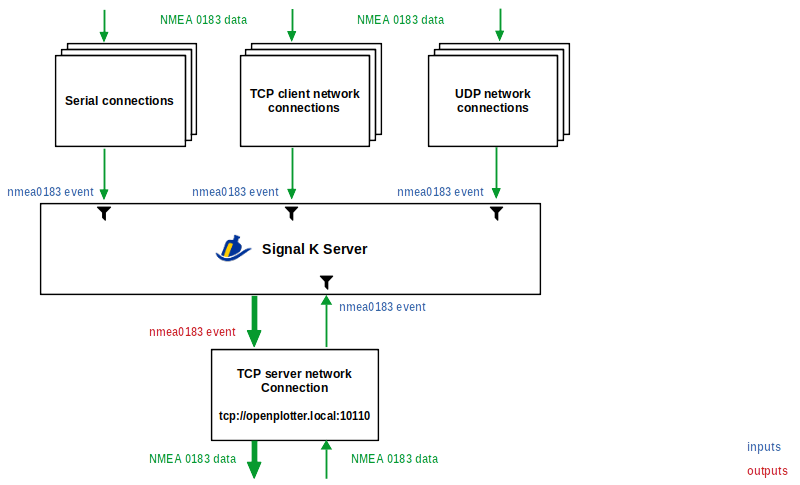 NMEA 0183 data
NMEA 0183 data
Serial connections
TCP client network
connections
UDP network
connections
nmea0183 event
nmea0183 event
nmea0183 event
Signal K Server
nmea0183 event
nmea0183 event
TCP server network
Connection
tcp://openplotter.local:10110
NMEA 0183 data
NMEA 0183 data
inputs
outputs